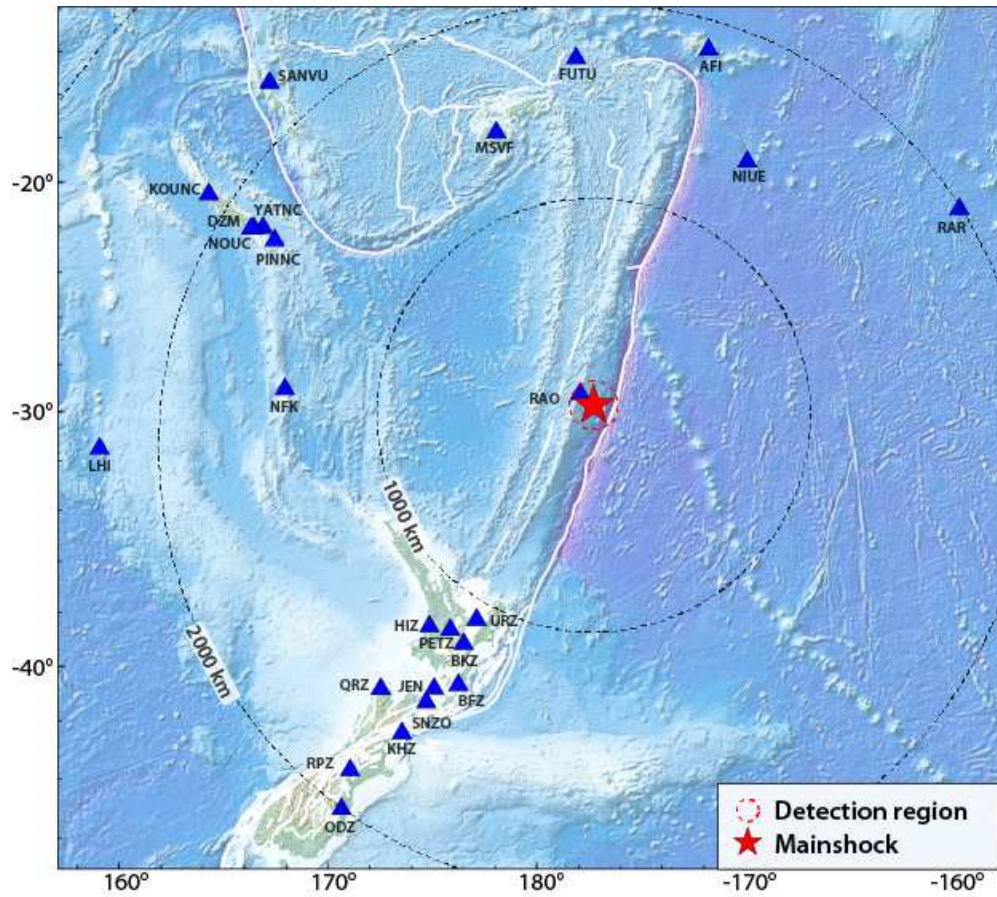 SANVU
FUTU
AFI
MSVF
-20°
KOUNC
NIUE
DZM
YATNC
NOUC
RAR
PINNC
RAO
NFK
-30°
LHI
1000 km
HIZ
URZ
PETZ
BKZ
2000 km
-40°
QRZ
JEN
BFZ
SNZO
KHZ
RPZ
ODZ
Detection region
Mainshock
160°
170°
180°
-170°
-160°